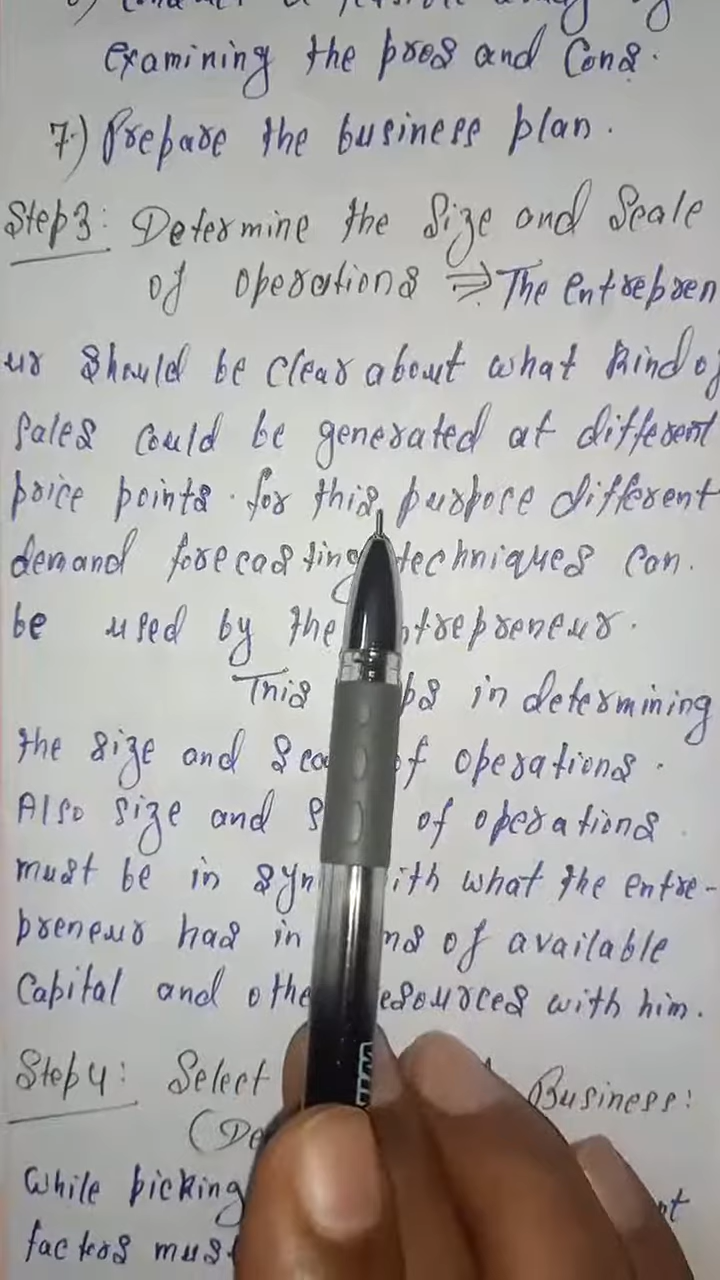 examining the pros and Cons.
7.) Prepare the business plan.
Step3: Determine the Size and Scale
of operations ⇒ The entrepren
ur should be clear about what kind of
sales could be generated at different
price points. for this purpose different
demand forecasting techniques can.
be used by the
This in determining
the size and of operations.
Also size and of operations
must be in with what the entre-
preneur has in of available
Capital and with him.
Step4: Select Business:
While picking
factors